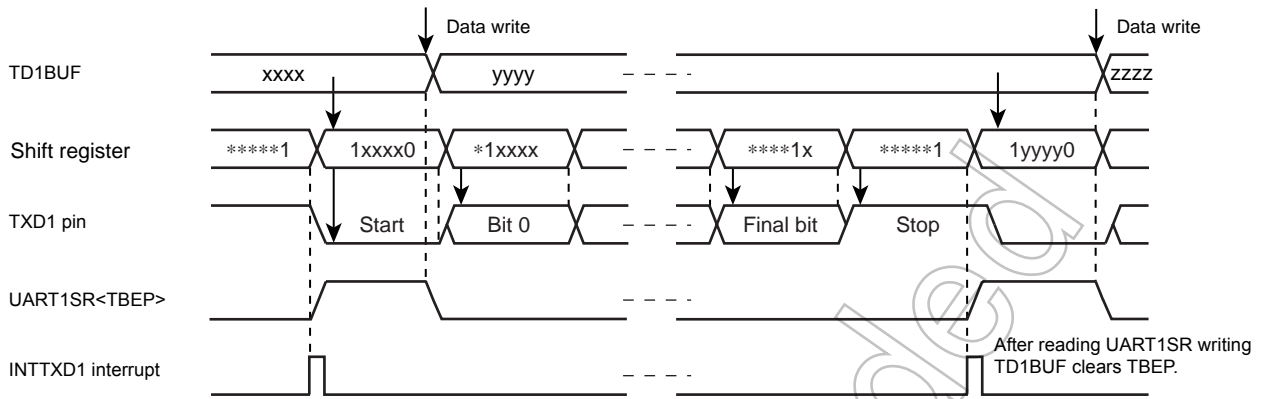 Data write
Data write
TD1BUF
xxxx
yyyy
zzzz
Shift register
*****1
1xxxx0
*1xxxx
****1x
*****1
1yyyy0
TXD1 pin
Start
Bit 0
Final bit
Stop
UART1SR<TBEP>
After reading UART1SR writing
TD1BUF clears TBEP.
INTTXD1 interrupt